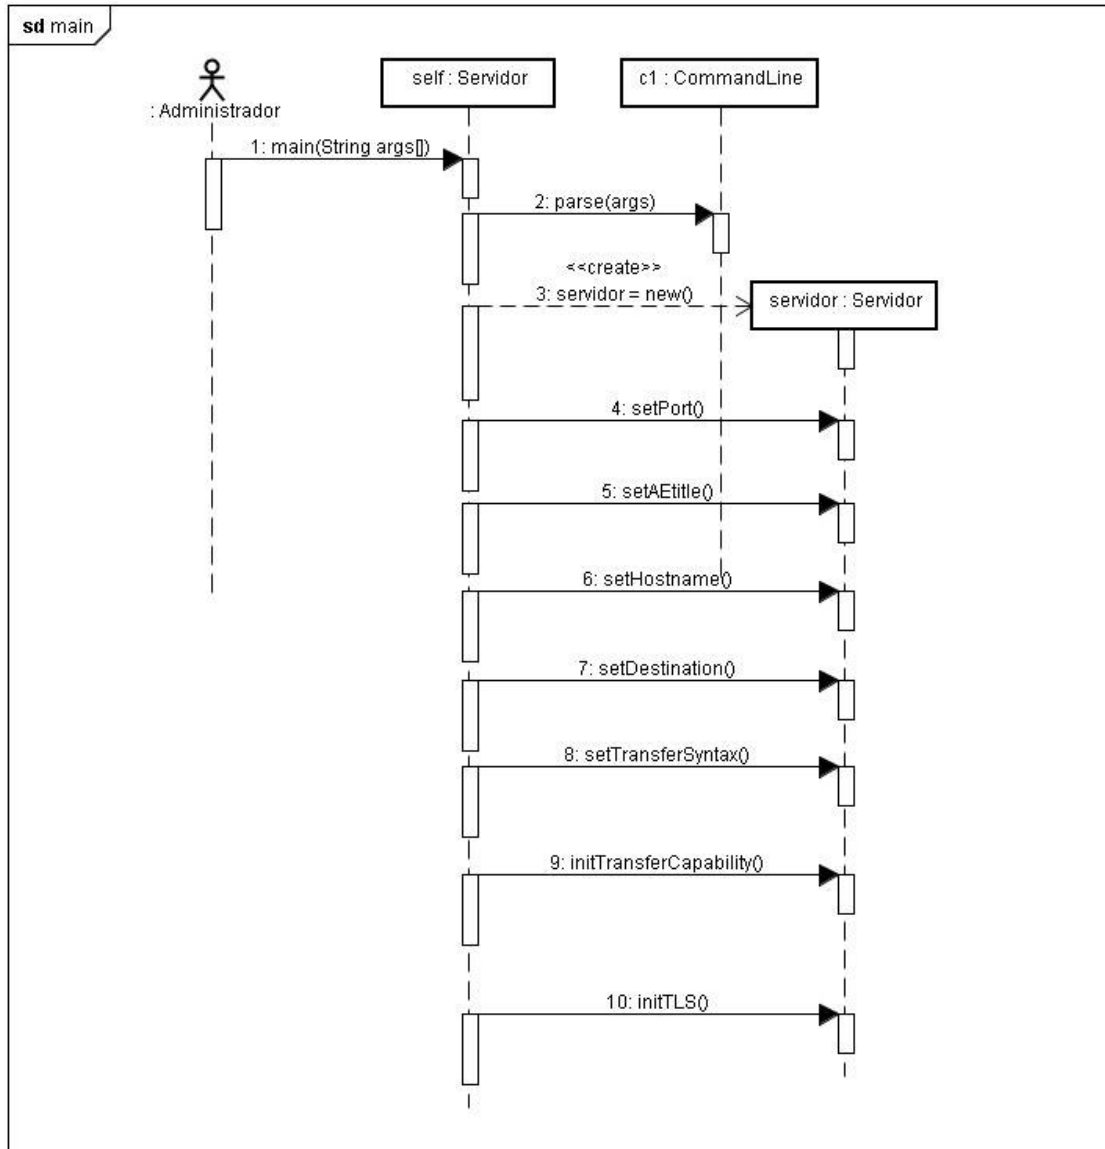 sd main
: Administrador
self : Servidor
c1 : CommandLine
1: main(String args[])
2: parse(args)
<<create>>
3: servidor = new()
servidor : Servidor
4: setPort()
5: setAEtitle()
6: setHostname()
7: setDestination()
8: setTransferSyntax()
9: initTransferCapability()
10: initTLS()